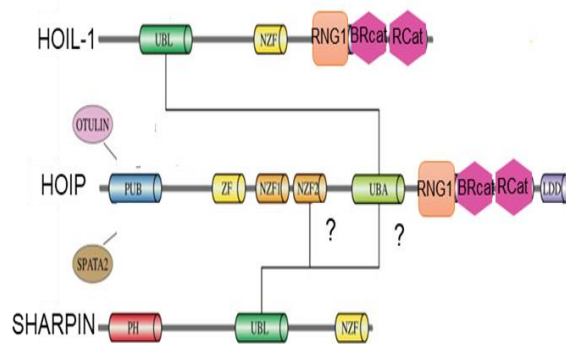 HOIL-1 UBL NZF RNG1 BRcat RCat
OTULIN
HOIP PUB ZF NZF1 NZF2 UBA RNG1 BRcat RCat LDD
? ?
SPATA2
SHARPIN PH UBL NZF